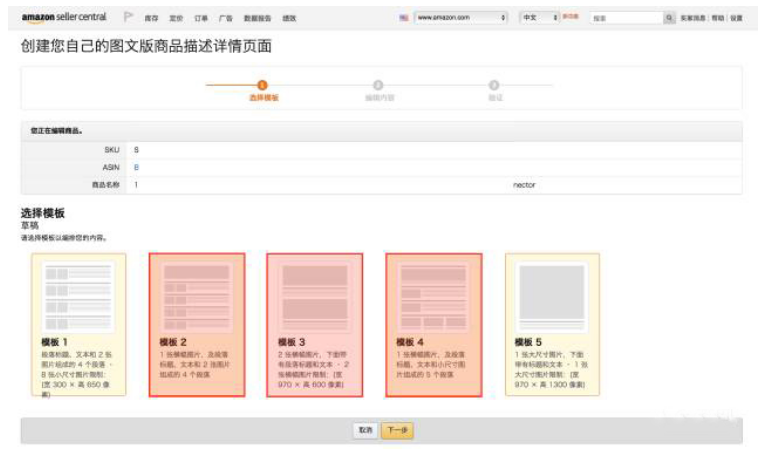 amazon seller central 库存 定价 订单 广告 数据报告 绩效 www.amazon.com 中文 搜索 买家消息 帮助 设置
创建您自己的图文版商品描述详情页面
1 2 3
选择模板 编辑内容 验证
您正在编辑商品。
SKU S
ASIN B
商品名称 1 nector
选择模板
草稿
请选择模板以编排您的内容。
模板 1
段落标题、文本和 2 张
图片组成的 4 个段落 -
8 张小尺寸图片限制:
[宽 300 × 高 650 像
素]
模板 2
1 张横幅图片、及段落
标题、文本和 2 张图片
组成的 4 个段落
模板 3
2 张横幅图片、下面带
有段落标题和文本 - 2
张横幅图片限制: [宽
970 × 高 600 像素]
模板 4
1 张横幅图片、及段落
标题、文本和小尺寸图
片组成的 5 个段落
模板 5
1 张大尺寸图片、下面
带有标题和文本 - 1 张
大尺寸图片限制: [宽
970 × 高 1300 像素]
取消 下一步